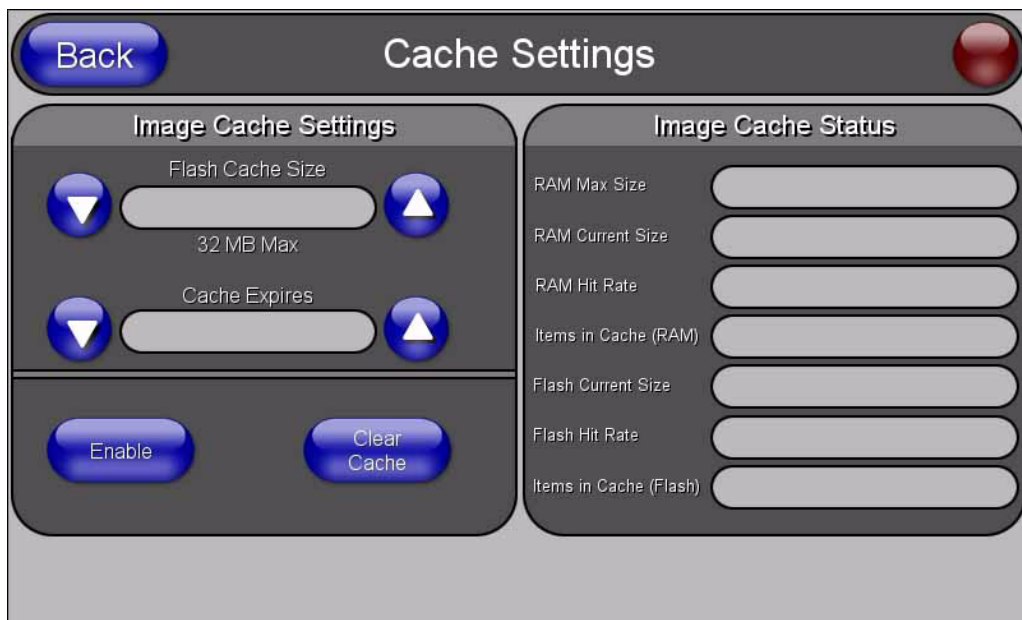 Back
Cache Settings
Image Cache Settings
Flash Cache Size
32 MB Max
Cache Expires
Enable
Clear
Cache
Image Cache Status
RAM Max Size
RAM Current Size
RAM Hit Rate
Items in Cache (RAM)
Flash Current Size
Flash Hit Rate
Items in Cache (Flash)